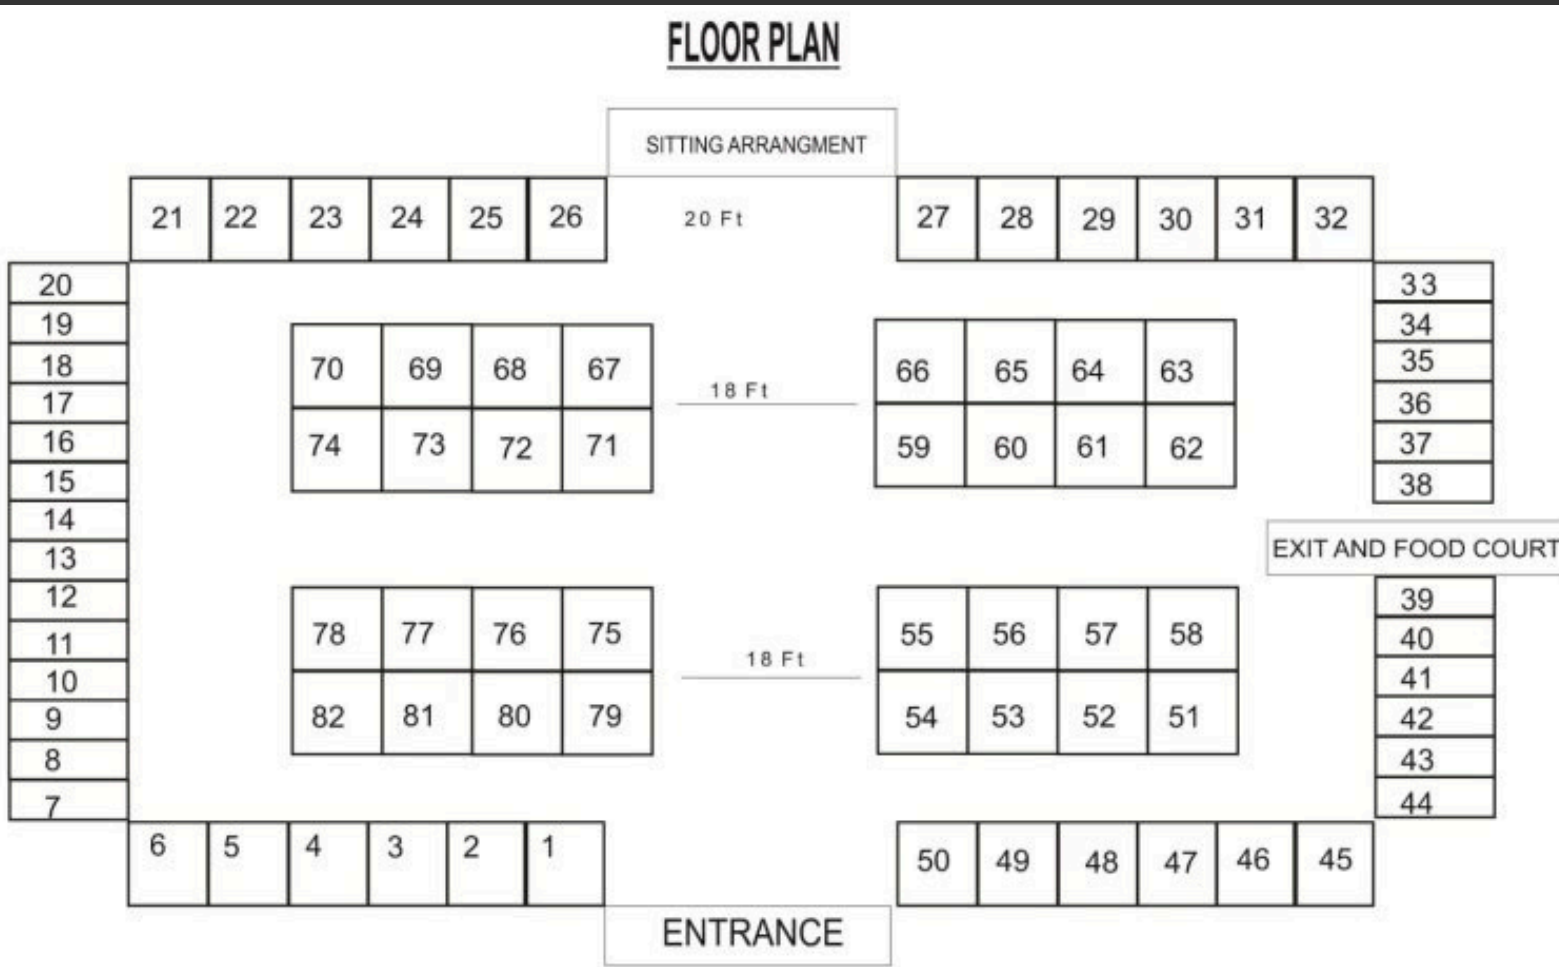 FLOOR PLAN
SITTING ARRANGMENT
21 22 23 24 25 26 20 Ft 27 28 29 30 31 32
20 33
19 34
18 35
17 36
16 37
15 38
14
13
12 39
11 40
10 41
9 42
8 43
7 44
70 69 68 67 18 Ft 66 65 64 63
74 73 72 71 59 60 61 62
EXIT AND FOOD COURT
78 77 76 75 18 Ft 55 56 57 58
82 81 80 79 54 53 52 51
6 5 4 3 2 1 50 49 48 47 46 45
ENTRANCE